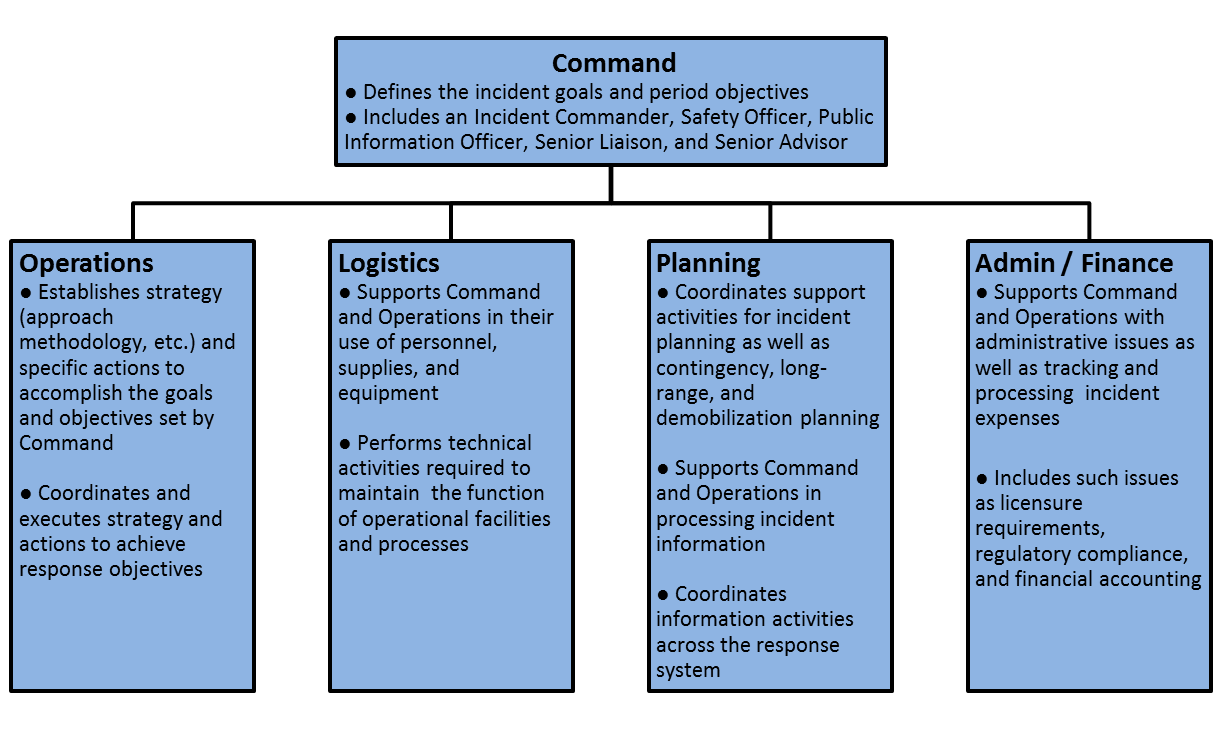 Command
● Defines the incident goals and period objectives
● Includes an Incident Commander, Safety Officer, Public
Information Officer, Senior Liaison, and Senior Advisor
Operations
● Establishes strategy
(approach
methodology, etc.) and
specific actions to
accomplish the goals
and objectives set by
Command
● Coordinates and
executes strategy and
actions to achieve
response objectives
Logistics
● Supports Command
and Operations in their
use of personnel,
supplies, and
equipment
● Performs technical
activities required to
maintain  the function
of operational facilities
and processes
Planning
● Coordinates support
activities for incident
planning as well as
contingency, long-
range, and
demobilization planning
● Supports Command
and Operations in
processing incident
information
● Coordinates
information activities
across the response
system
Admin / Finance
● Supports Command
and Operations with
administrative issues as
well as tracking and
processing  incident
expenses
● Includes such issues
as licensure
requirements,
regulatory compliance,
and financial accounting